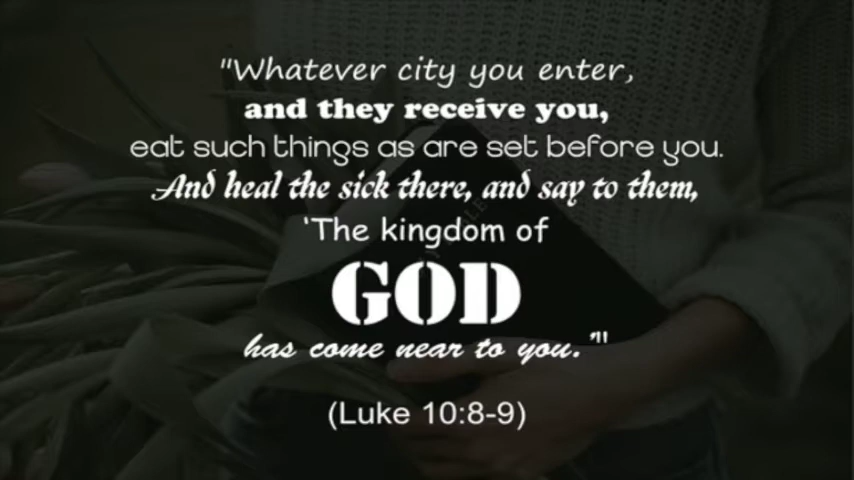 "Whatever city you enter,
and they receive you,
eat such things as are set before you.
And heal the sick there, and say to them,
'The kingdom of
GOD
has come near to you.'"
(Luke 10:8-9)